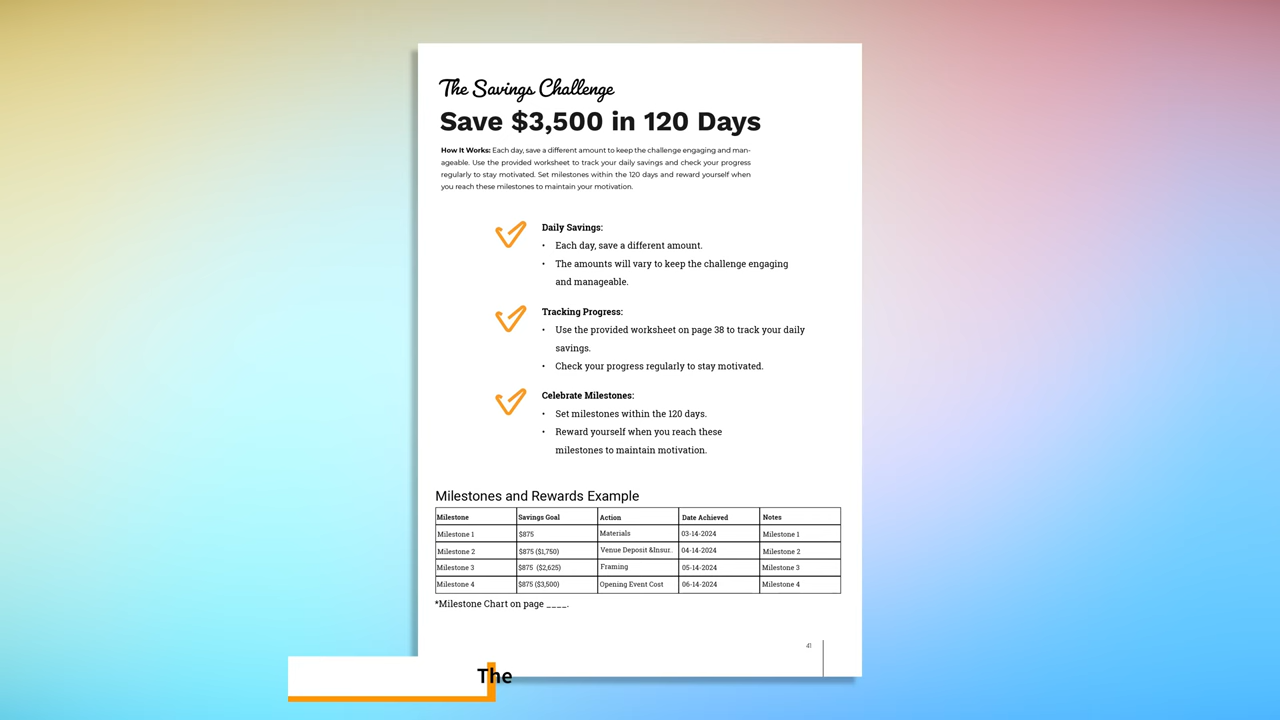 The Savings Challenge
Save $3,500 in 120 Days
How It Works: Each day, save a different amount to keep the challenge engaging and man-
ageable. Use the provided worksheet to track your daily savings and check your progress
regularly to stay motivated. Set milestones within the 120 days and reward yourself when
you reach these milestones to maintain your motivation.
Daily Savings:
• Each day, save a different amount.
• The amounts will vary to keep the challenge engaging
and manageable.
Tracking Progress:
• Use the provided worksheet on page 38 to track your daily
savings.
• Check your progress regularly to stay motivated.
Celebrate Milestones:
• Set milestones within the 120 days.
• Reward yourself when you reach these
milestones to maintain motivation.
Milestones and Rewards Example
Milestone Savings Goal Action Date Achieved Notes
Milestone 1 $875 Materials 03-14-2024 Milestone 1
Milestone 2 $875 ($1,750) Venue Deposit &Insur.. 04-14-2024 Milestone 2
Milestone 3 $875 ($2,625) Framing 05-14-2024 Milestone 3
Milestone 4 $875 ($3,500) Opening Event Cost 06-14-2024 Milestone 4
*Milestone Chart on page ____.
41
The